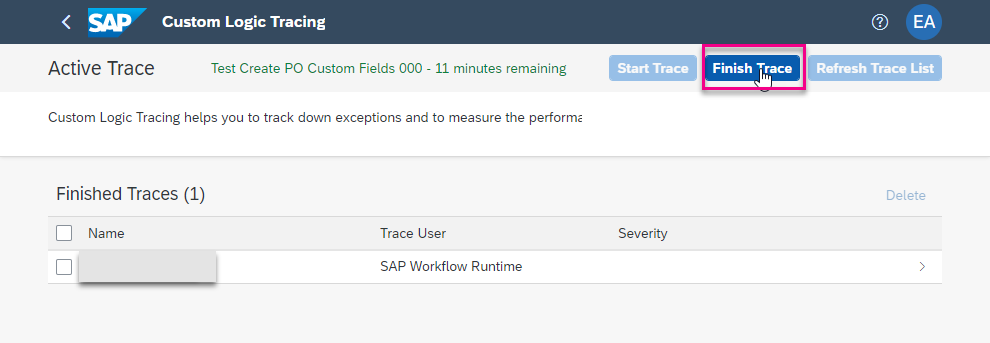 SAP Custom Logic Tracing EA
Active Trace Test Create PO Custom Fields 000 - 11 minutes remaining Start Trace Finish Trace Refresh Trace List
Custom Logic Tracing helps you to track down exceptions and to measure the performa
Finished Traces (1) Delete
Name Trace User Severity
SAP Workflow Runtime